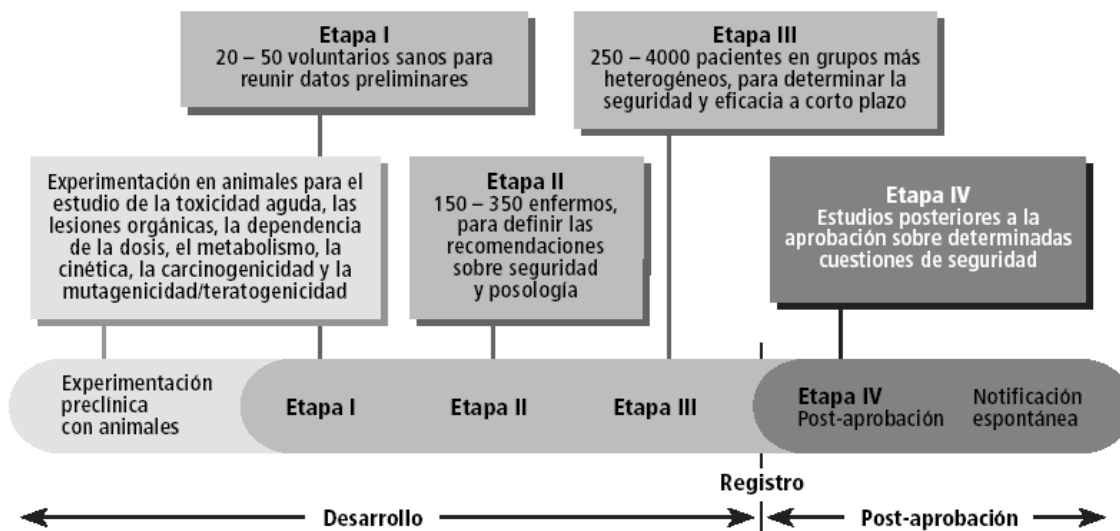 Etapa I
20 – 50 voluntarios sanos para
reunir datos preliminares
Etapa III
250 – 4000 pacientes en grupos más
heterogéneos, para determinar la
seguridad y eficacia a corto plazo
Experimentación en animales para el
estudio de la toxicidad aguda, las
lesiones orgánicas, la dependencia
de la dosis, el metabolismo, la
cinética, la carcinogenicidad y la
mutagenicidad/teratogenicidad
Etapa II
150 – 350 enfermos,
para definir las
recomendaciones
sobre seguridad
y posología
Etapa IV
Estudios posteriores a la
aprobación sobre determinadas
cuestiones de seguridad
Experimentación
preclínica
con animales
Etapa I
Etapa II
Etapa III
Etapa IV
Post-aprobación
Notificación
espontánea
Registro
Desarrollo
Post-aprobación